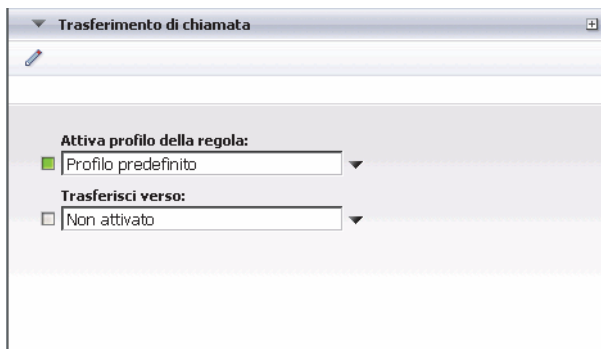 Trasferimento di chiamata
Attiva profilo della regola:
Profilo predefinito
Trasferisci verso:
Non attivato